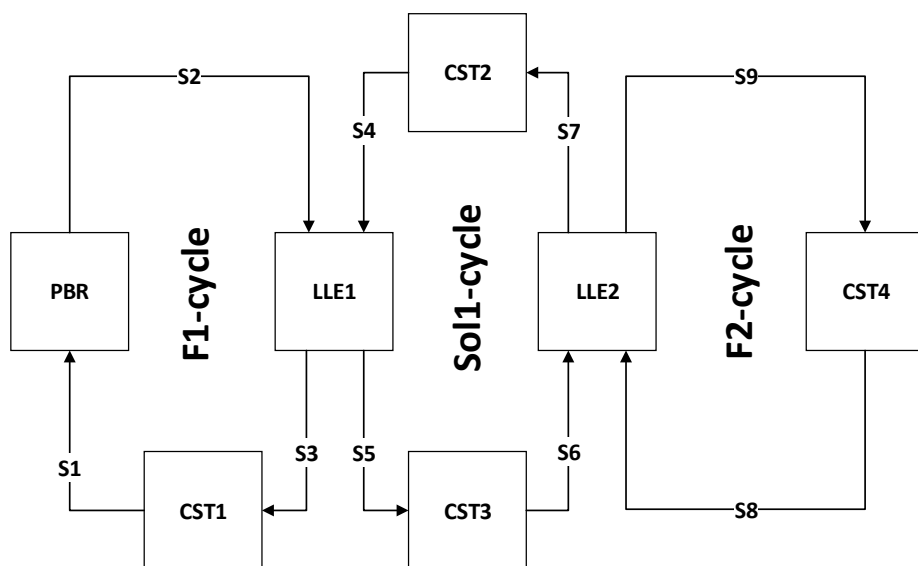 S2
CST2
S9
S4
S7
PBR
F1-cycle
LLE1
Sol1-cycle
LLE2
F2-cycle
CST4
S1
S3
S5
S6
CST1
CST3
S8